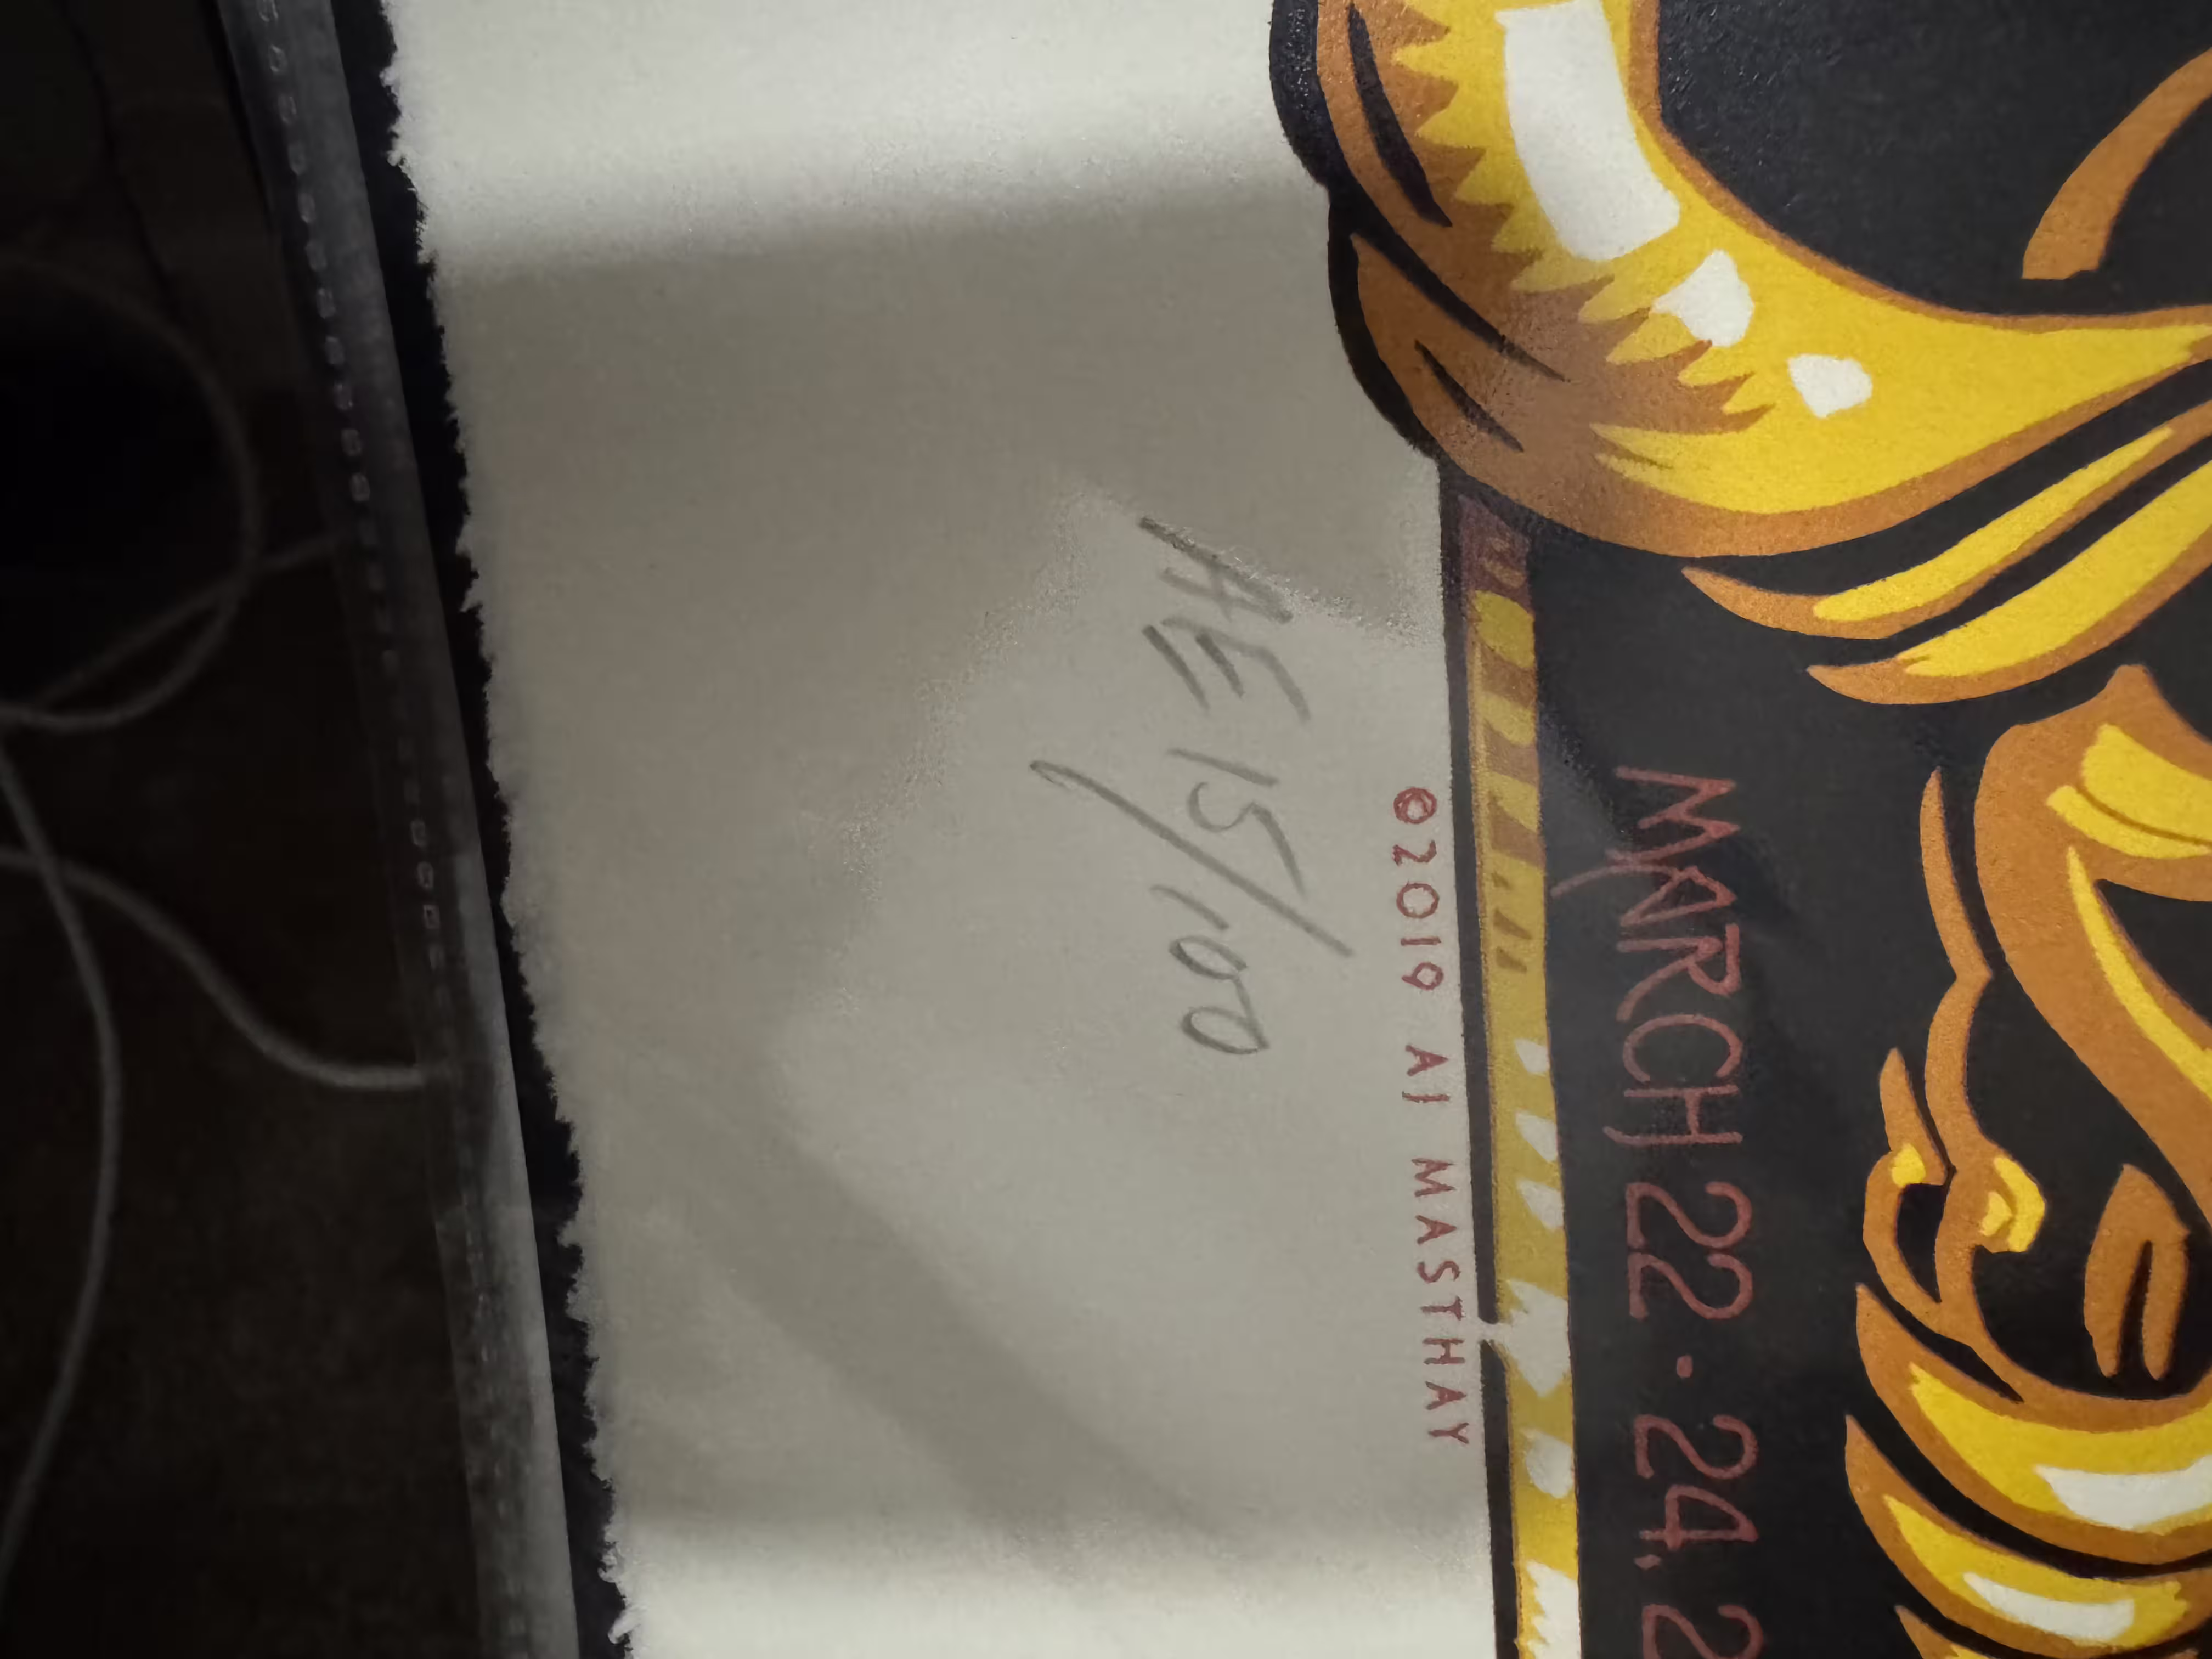 AE 15/100
©2019 AJ MASTHAY
MARCH 22 · 24, 2